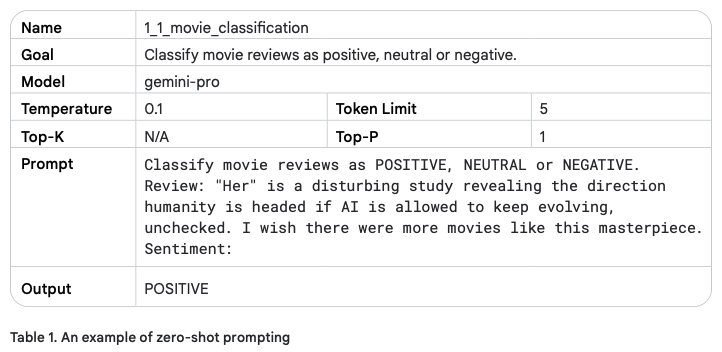 Name 1_1_movie_classification
Goal Classify movie reviews as positive, neutral or negative.
Model gemini-pro
Temperature 0.1 Token Limit 5
Top-K N/A Top-P 1
Prompt Classify movie reviews as POSITIVE, NEUTRAL or NEGATIVE.
Review: "Her" is a disturbing study revealing the direction
humanity is headed if AI is allowed to keep evolving,
unchecked. I wish there were more movies like this masterpiece.
Sentiment:
Output POSITIVE
Table 1. An example of zero-shot prompting